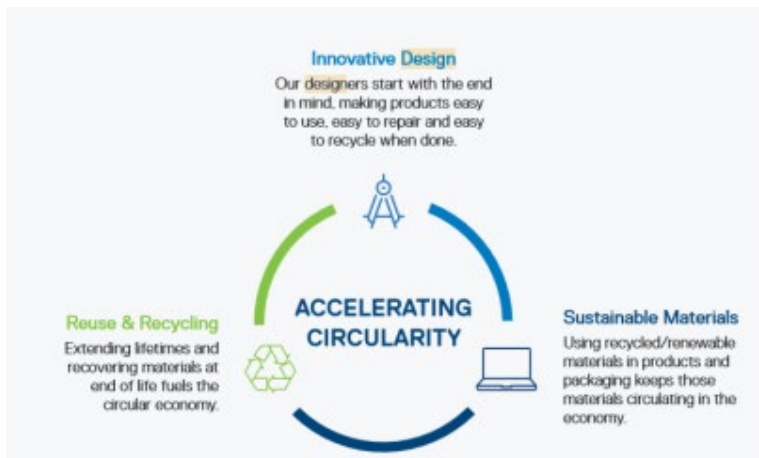 Innovative Design
Our designers start with the end
in mind, making products easy
to use, easy to repair and easy
to recycle when done.
ACCELERATING
CIRCULARITY
Reuse & Recycling
Extending lifetimes and
recovering materials at
end of life fuels the
circular economy.
Sustainable Materials
Using recycled/renewable
materials in products and
packaging keeps those
materials circulating in the
economy.